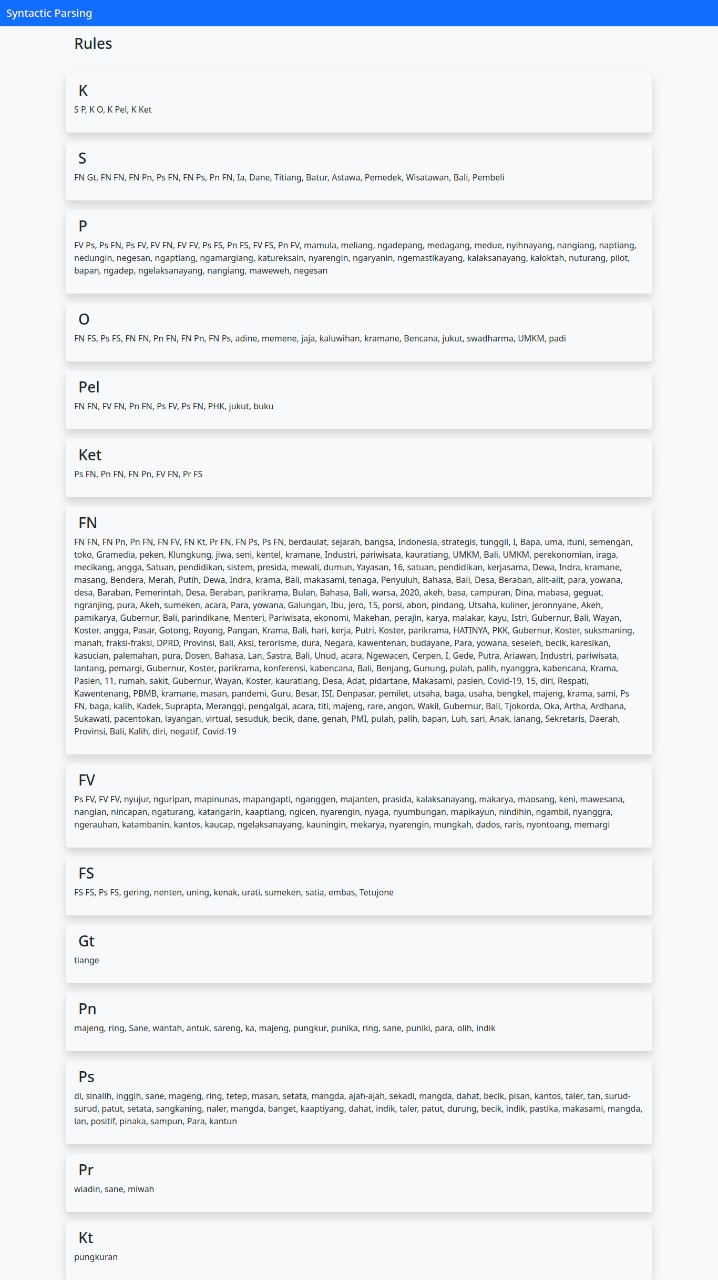 Syntactic Parsing
Rules
K
S P, K O, K Pel, K Ket
S
FN Gt, FN FN, FN Pn, Ps FN, FN Ps, Pn FN, Ia, Dane, Titiang, Batur, Astawa, Pemedek, Wisatawan, Bali, Pembeli
P
FV Ps, Ps FN, Ps FV, FV FN, FV FV, Ps FS, Pn FS, FV FS, Pn FV, mamula, meliang, ngadepang, medagang, medue, nyihnayang, nangiang, naptiang,
nedungin, negesan, ngaptiang, ngamargiang, katureksain, nyarengin, ngaryanin, ngemastikayang, kalaksanayang, kaloktah, nuturang, pilot,
bapan, ngadep, ngelaksanayang, nangiang, maweweh, negesan
O
FN FS, Ps FS, FN FN, Pn FN, FN Pn, FN Ps, adine, memene, jaja, kaluwihan, kramane, Bencana, jukut, swadharma, UMKM, padi
Pel
FN FN, FV FN, Pn FN, Ps FV, Ps FN, PHK, jukut, buku
Ket
Ps FN, Pn FN, FN Pn, FV FN, Pr FS
FN
FN FN, FN Pn, Pn FN, FN FV, FN Kt, Pr FN, FN Ps, Ps FN, berdaulat, sejarah, bangsa, Indonesia, strategis, tunggil, I, Bapa, uma, ituni, semengan,
toko, Gramedia, peken, Klungkung, jiwa, seni, kentel, kramane, Industri, pariwisata, kauratiang, UMKM, Bali, UMKM, perekonomian, iraga,
mecikang, angga, Satuan, pendidikan, sistem, presida, mewali, dumun, Yayasan, 16, satuan, pendidikan, kerjasama, Dewa, Indra, kramane,
masang, Bendera, Merah, Putih, Dewa, Indra, krama, Bali, makasami, tenaga, Penyuluh, Bahasa, Bali, Desa, Beraban, alit-alit, para, yowana,
desa, Baraban, Pemerintah, Desa, Beraban, parikrama, Bulan, Bahasa, Bali, warsa, 2020, akeh, basa, campuran, Dina, mabasa, geguat,
ngranjing, pura, Akeh, sumeken, acara, Para, yowana, Galungan, Ibu, jero, 15, porsi, abon, pindang, Utsaha, kuliner, jeronnyane, Akeh,
pamikarya, Gubernur, Bali, parindikane, Menteri, Pariwisata, ekonomi, Makehan, perajin, karya, malakar, kayu, Istri, Gubernur, Bali, Wayan,
Koster, angga, Pasar, Gotong, Royong, Pangan, Krama, Bali, hari, kerja, Putri, Koster, parikrama, HATINYA, PKK, Gubernur, Koster, suksmaning,
manah, fraksi-fraksi, DPRD, Provinsi, Bali, Aksi, terorisme, dura, Negara, kawentenan, budayane, Para, yowana, seseleh, becik, karesikan,
kasucian, palemahan, pura, Dosen, Bahasa, Lan, Sastra, Bali, Unud, acara, Ngewacen, Cerpen, I, Gede, Putra, Ariawan, Industri, pariwisata,
lantang, pemargi, Gubernur, Koster, parikrama, konferensi, kabencana, Bali, Benjang, Gunung, pulah, palih, nyanggra, kabencana, Krama,
Pasien, 11, rumah, sakit, Gubernur, Wayan, Koster, kauratiang, Desa, Adat, pidartane, Makasami, pasien, Covid-19, 15, diri, Respati,
Kawentenang, PBMB, kramane, masan, pandemi, Guru, Besar, ISI, Denpasar, pemilet, utsaha, baga, usaha, bengkel, majeng, krama, sami, Ps
FN, baga, kalih, Kadek, Suprapta, Meranggi, pengalgal, acara, titi, majeng, rare, angon, Wakil, Gubernur, Bali, Tjokorda, Oka, Artha, Ardhana,
Sukawati, pacentokan, layangan, virtual, sesuduk, becik, dane, genah, PMI, pulah, palih, bapan, Luh, sari, Anak, lanang, Sekretaris, Daerah,
Provinsi, Bali, Kalih, diri, negatif, Covid-19
FV
Ps FV, FV FV, nyujur, nguripan, mapinunas, mapangapti, nganggen, majanten, prasida, kalaksanayang, makarya, maosang, keni, mawesana,
nangian, nincapan, ngaturang, katangarin, kaaptiang, ngicen, nyarengin, nyaga, nyumbungan, mapikayun, nindihin, ngambil, nyanggra,
ngerauhan, katambanin, kantos, kaucap, ngelaksanayang, kauningin, mekarya, nyarengin, mungkah, dados, raris, nyontoang, memargi
FS
FS FS, Ps FS, gering, nenten, uning, kenak, urati, sumeken, satia, embas, Tetujone
Gt
tiange
Pn
majeng, ring, Sane, wantah, antuk, sareng, ka, majeng, pungkur, punika, ring, sane, puniki, para, olih, indik
Ps
di, sinalih, inggih, sane, mageng, ring, tetep, masan, setata, mangda, ajah-ajah, sekadi, mangda, dahat, becik, pisan, kantos, taler, tan, surud-
surud, patut, setata, sangkaning, naler, mangda, banget, kaaptiyang, dahat, indik, taler, patut, durung, becik, indik, pastika, makasami, mangda,
lan, positif, pinaka, sampun, Para, kantun
Pr
wiadin, sane, miwah
Kt
pungkuran